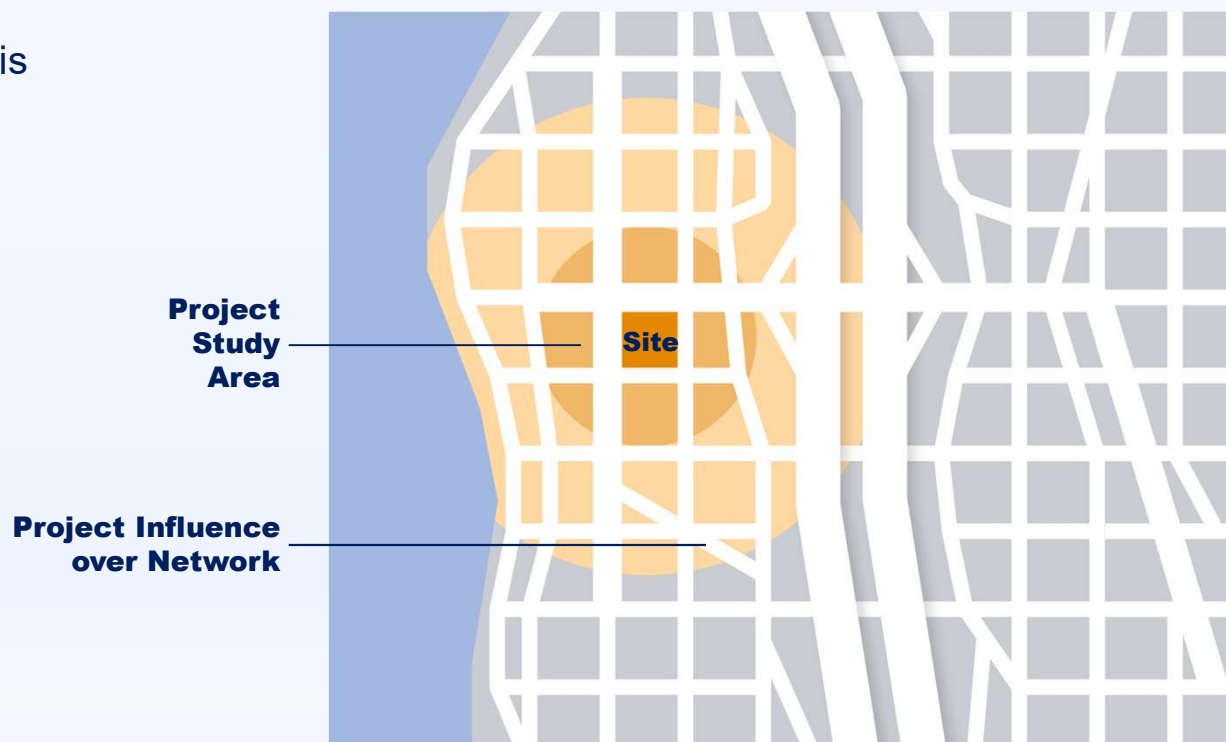 is
Project
Study
Area
Site
Project Influence
over Network